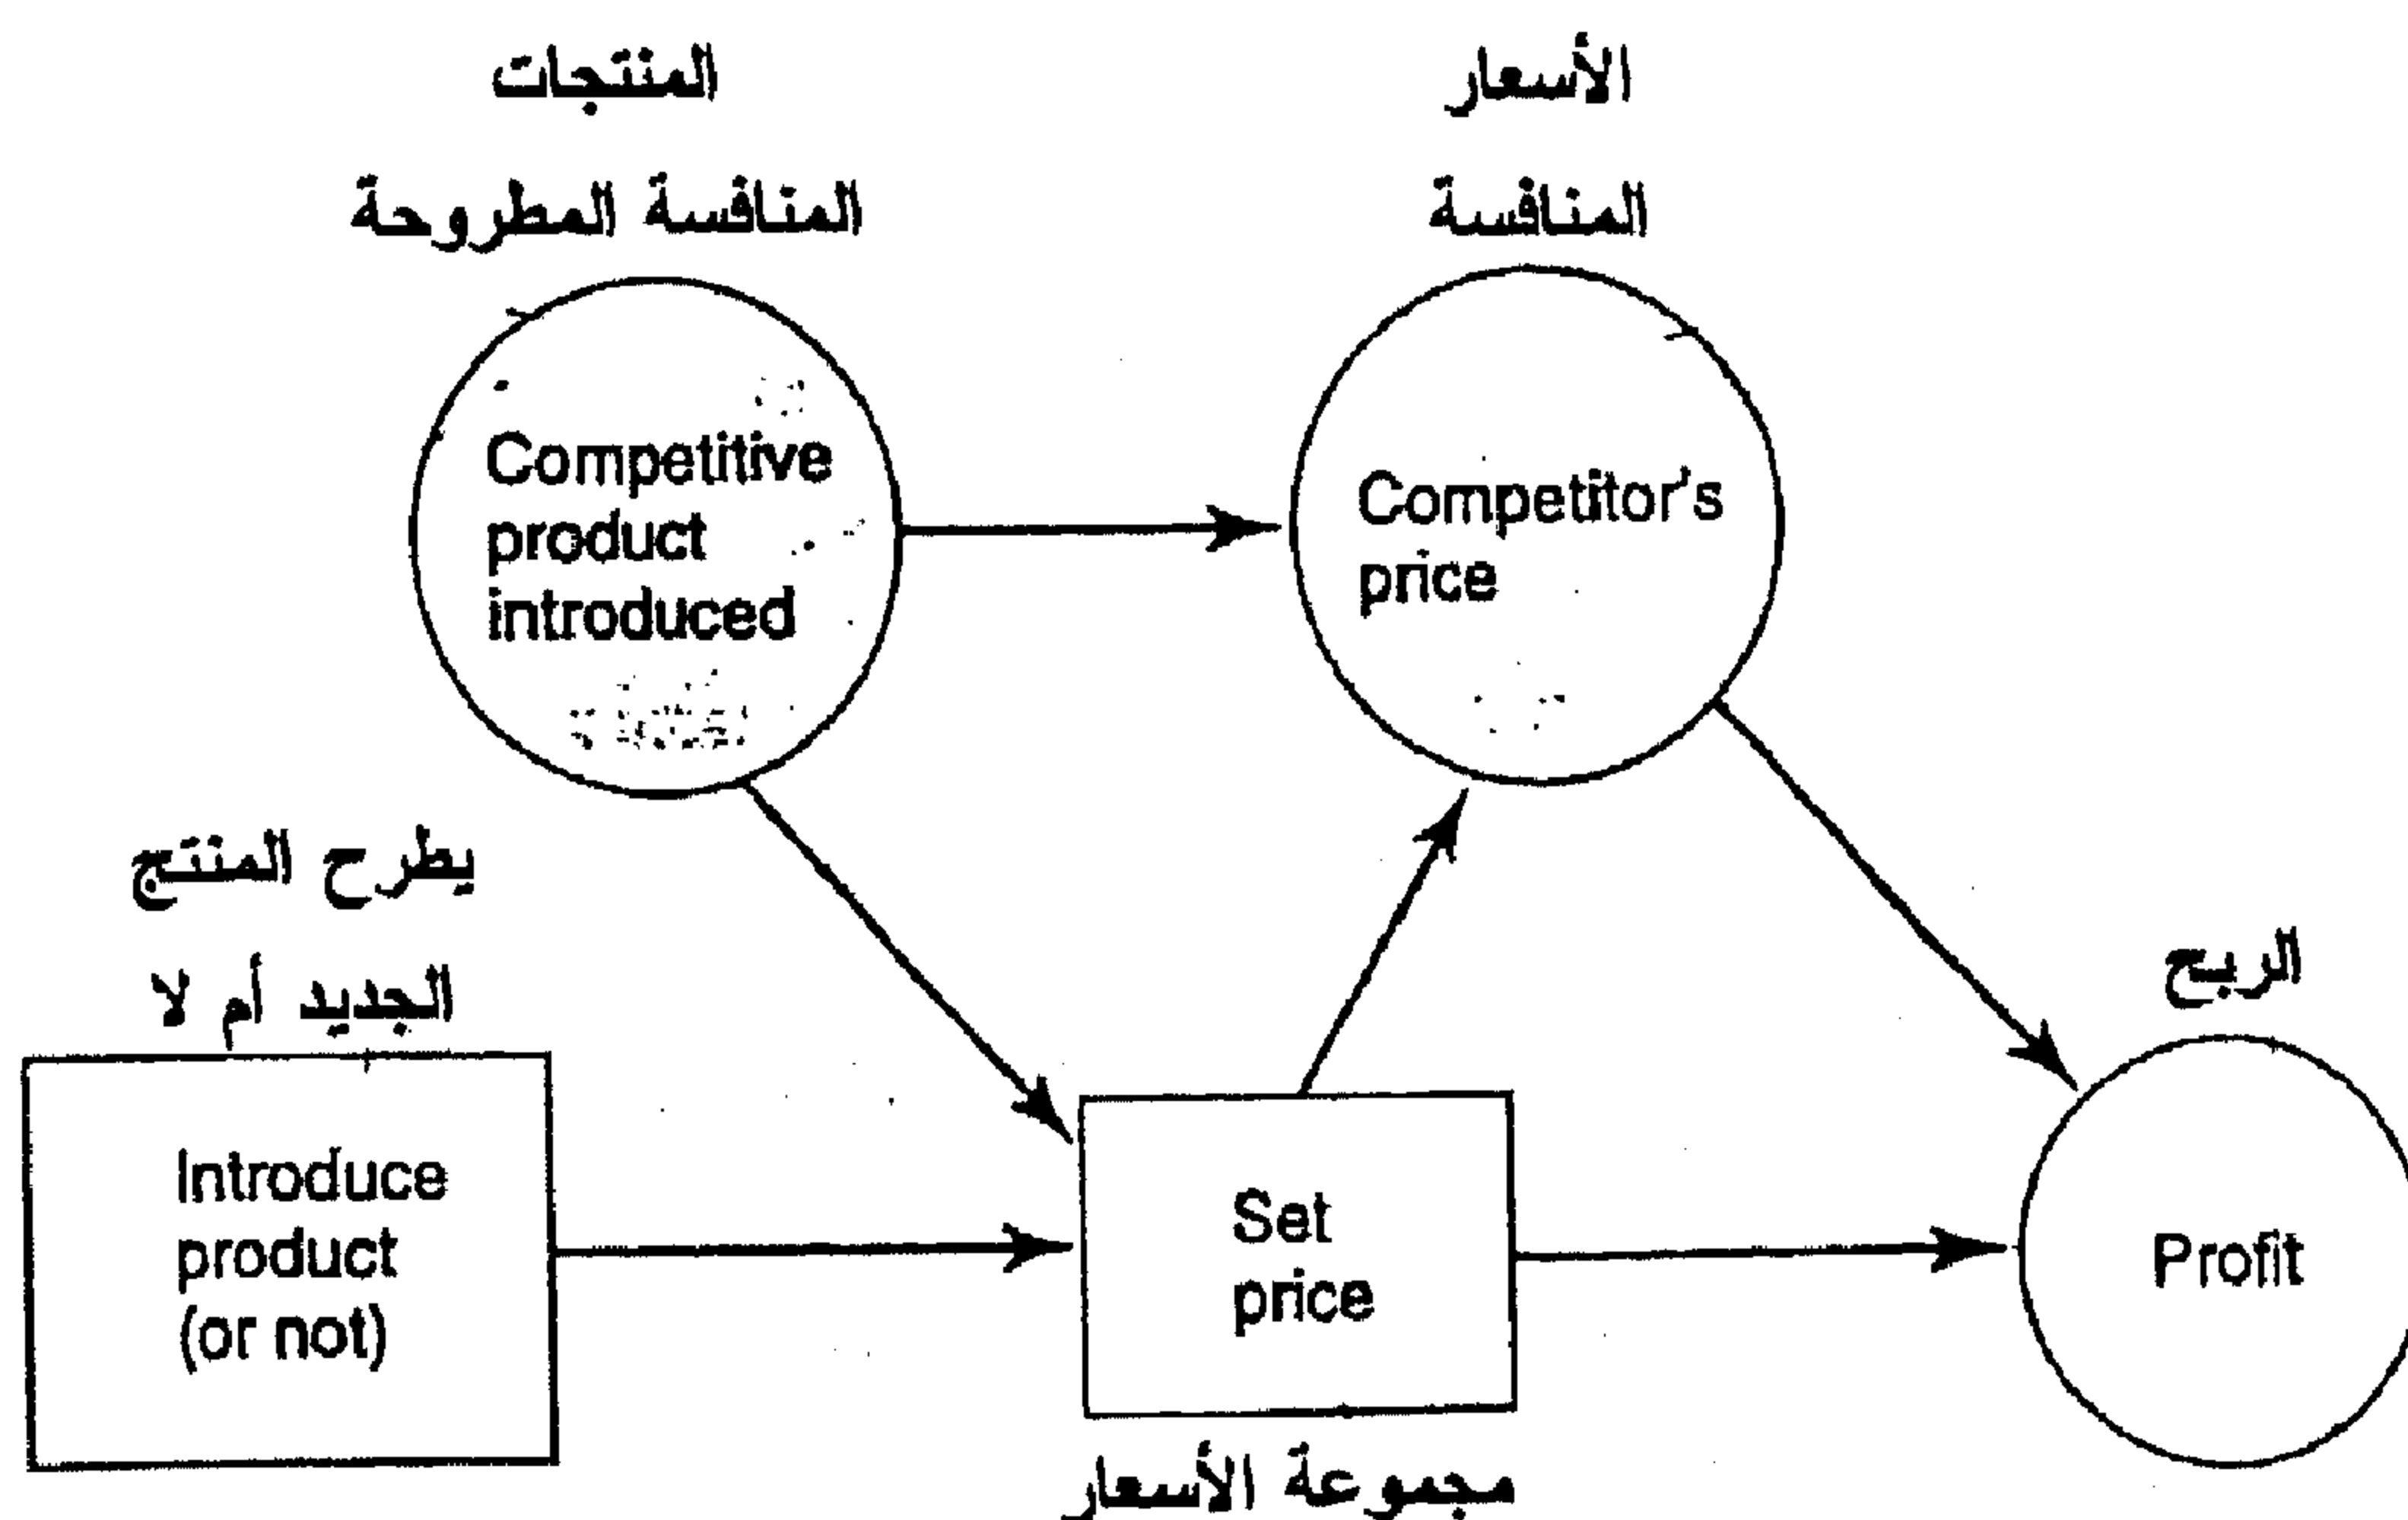 المنتجات
المنافسة المطروحة
الأسعار
المنافسة
Competitive
product
introduced
Competitor's
price
يطرح المنتج
الجديد أم لا
الربح
Introduce
product
(or not)
Set
price
Profit
مجموعة الأسعار